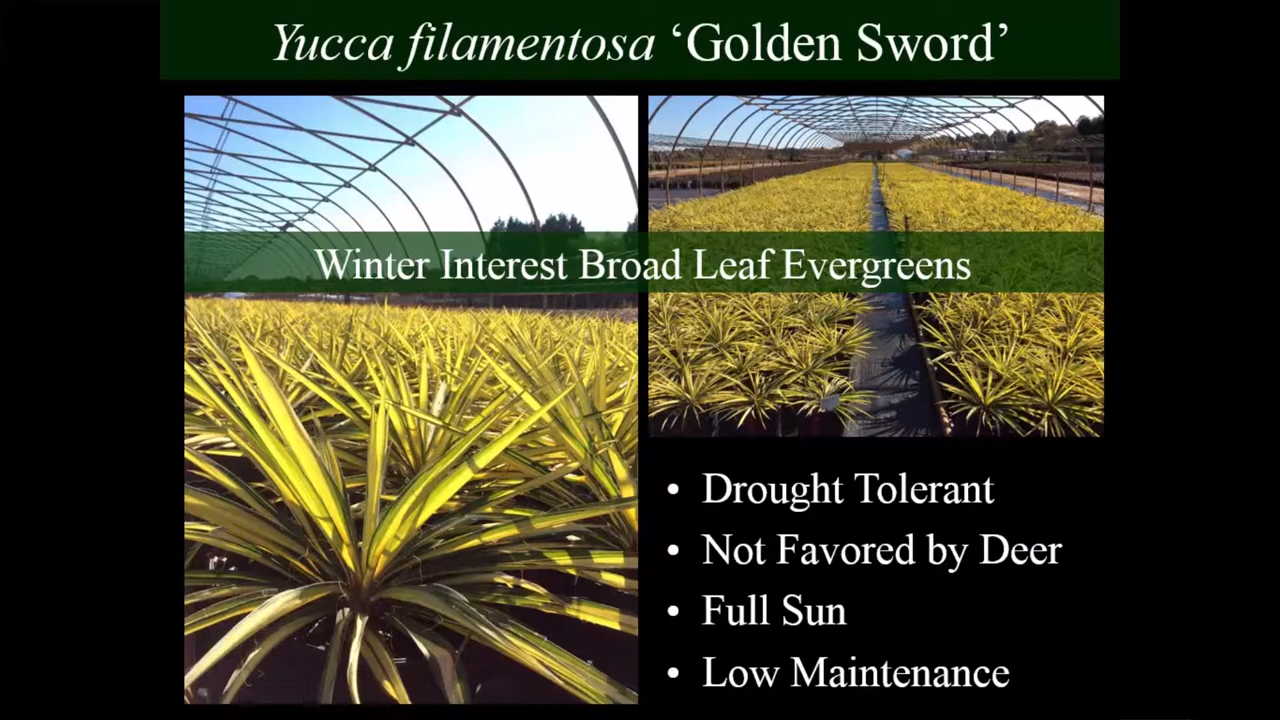 Yucca filamentosa ‘Golden Sword’
Winter Interest Broad Leaf Evergreens
• Drought Tolerant
• Not Favored by Deer
• Full Sun
• Low Maintenance